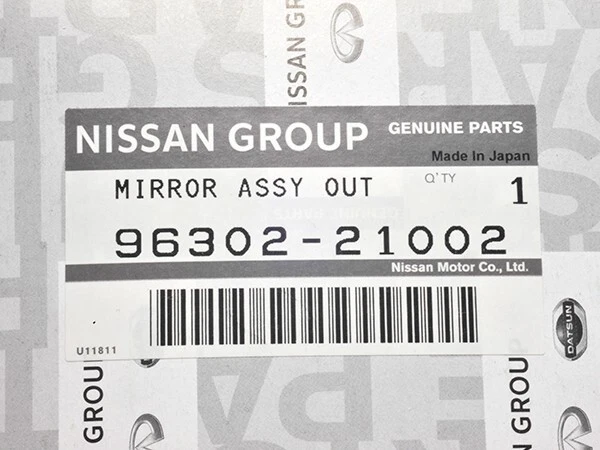 NISSAN GR
NISSAN GROUP GENUINE PARTS
Made In Japan
MIRROR ASSY OUT Q'TY 1
96302-21002
Nissan Motor Co., Ltd.
U11811
DATSUN
GROU
GROUP